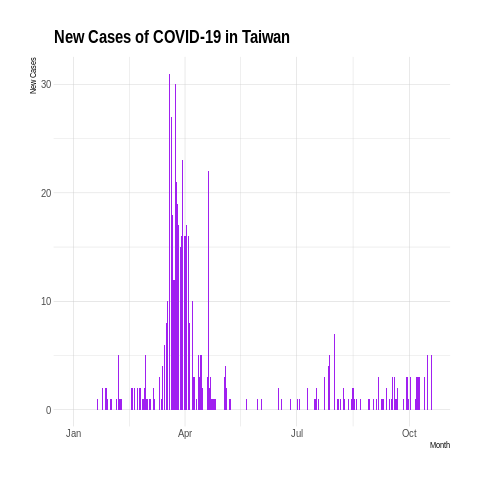 New Cases of COVID-19 in Taiwan
New Cases
30
20
10
0
Jan Apr Jul Oct
Month